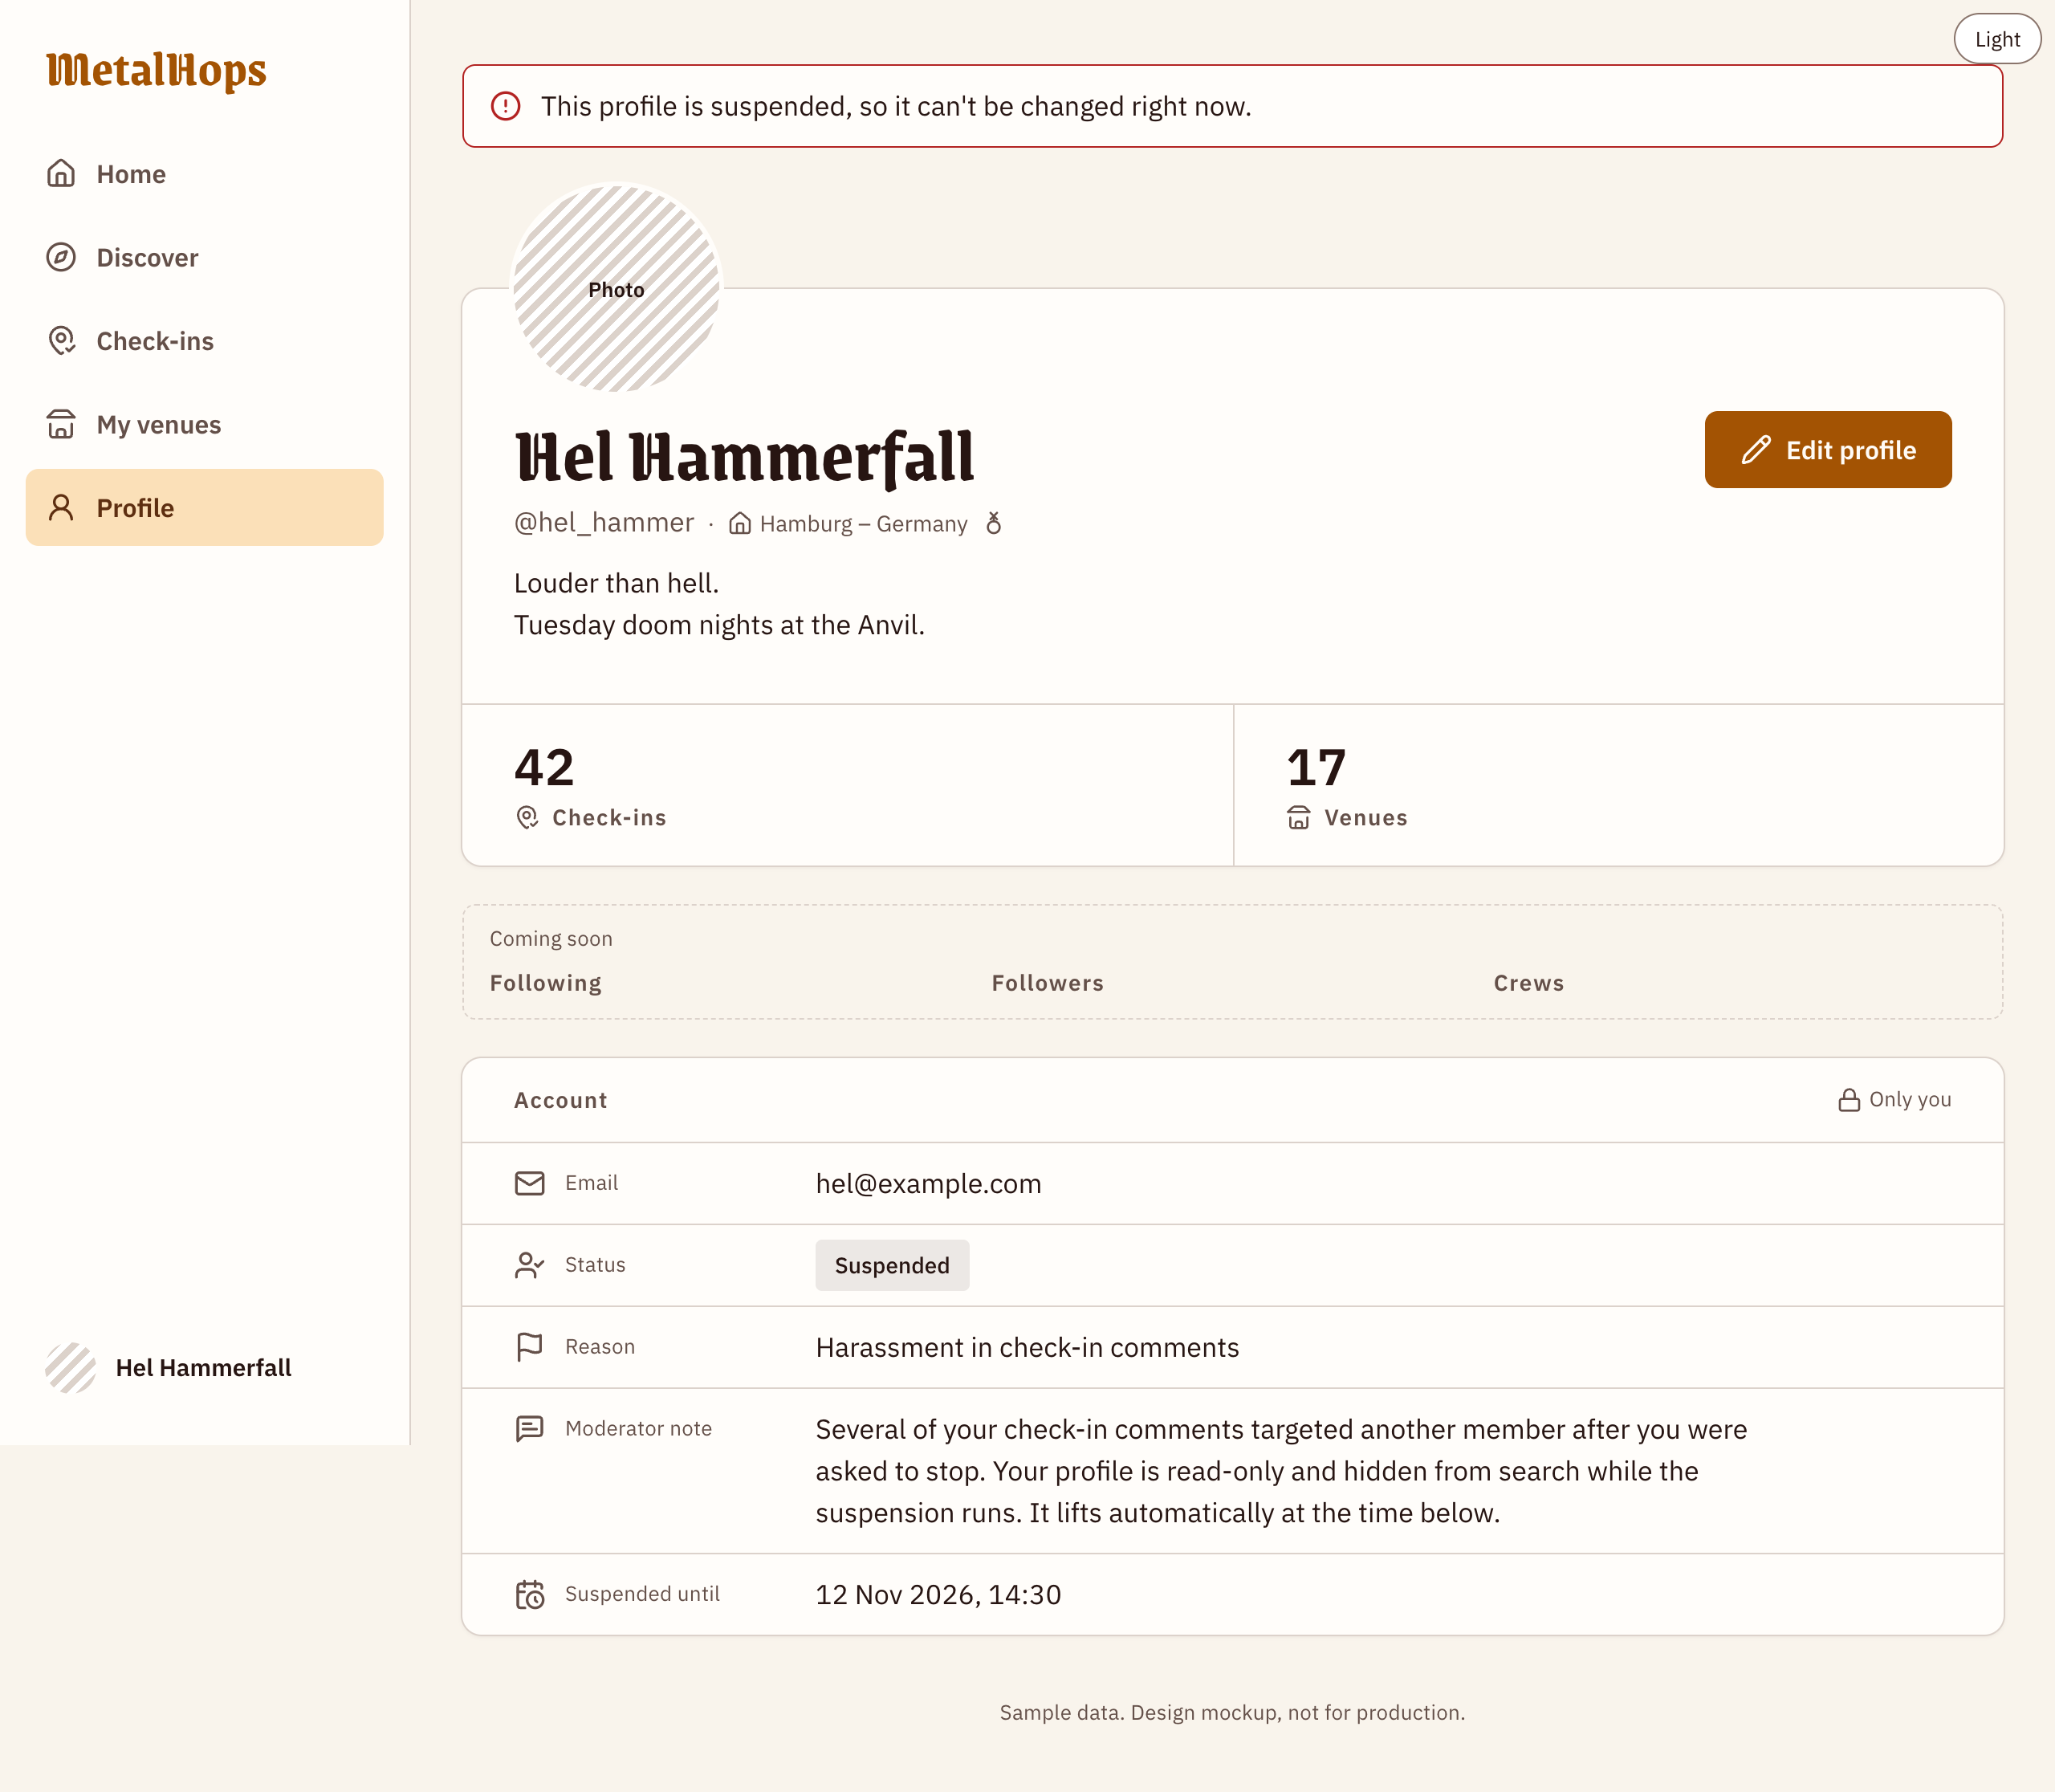 MetalHops
Home
Discover
Check-ins
My venues
Profile
Hel Hammerfall
Light
This profile is suspended, so it can't be changed right now.
Photo
Hel Hammerfall
Edit profile
@hel_hammer · Hamburg – Germany
Louder than hell.
Tuesday doom nights at the Anvil.
42
Check-ins
17
Venues
Coming soon
Following
Followers
Crews
Account
Only you
Email
hel@example.com
Status
Suspended
Reason
Harassment in check-in comments
Moderator note
Several of your check-in comments targeted another member after you were
asked to stop. Your profile is read-only and hidden from search while the
suspension runs. It lifts automatically at the time below.
Suspended until
12 Nov 2026, 14:30
Sample data. Design mockup, not for production.